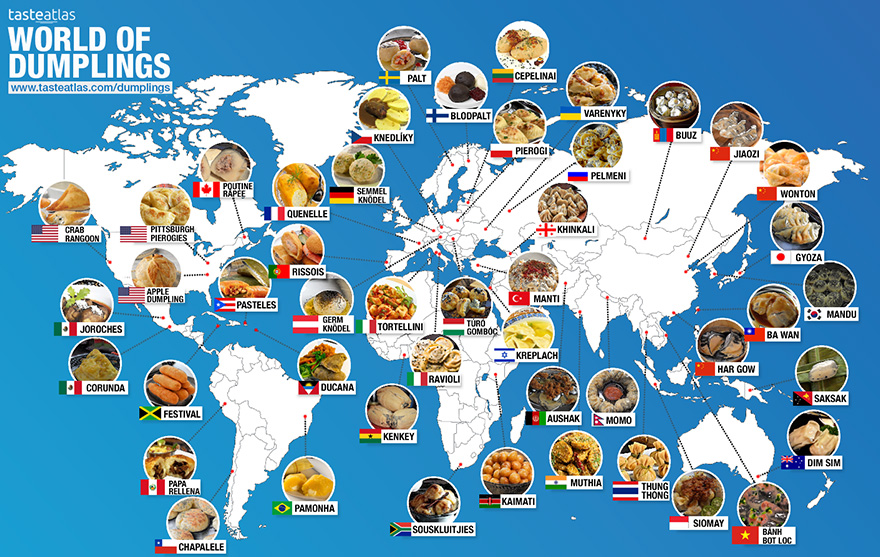 tasteatlas
WORLD OF
DUMPLINGS
www.tasteatlas.com/dumplings
PALT
CEPELINAI
BLODPALT
VARENYKY
KNEDLÍKY
PIEROGI
BUUZ
JIAOZI
PELMENI
WONTON
POUTINE
RAPÉE
SEMMEL
KNÖDEL
QUENELLE
CRAB
RANGOON
PITTSBURGH
PIEROGIES
KHINKALI
GYOZA
RISSOIS
APPLE
DUMPLING
PASTELES
MANTI
MANDU
JOROCHES
GERM
KNÖDEL
TORTELLINI
TÚRÓ
GOMBÓC
KREPLACH
BA WAN
HAR GOW
CORUNDA
DUCANA
RAVIOLI
FESTIVAL
AUSHAK
MOMO
SAKSAK
KENKEY
DIM SIM
PAPA
RELLENA
PAMONHA
SOUSKLUITJIES
KAIMATI
MUTHIA
THUNG
THONG
SIOMAY
BÁNH
BOT LOC
CHAPALELE